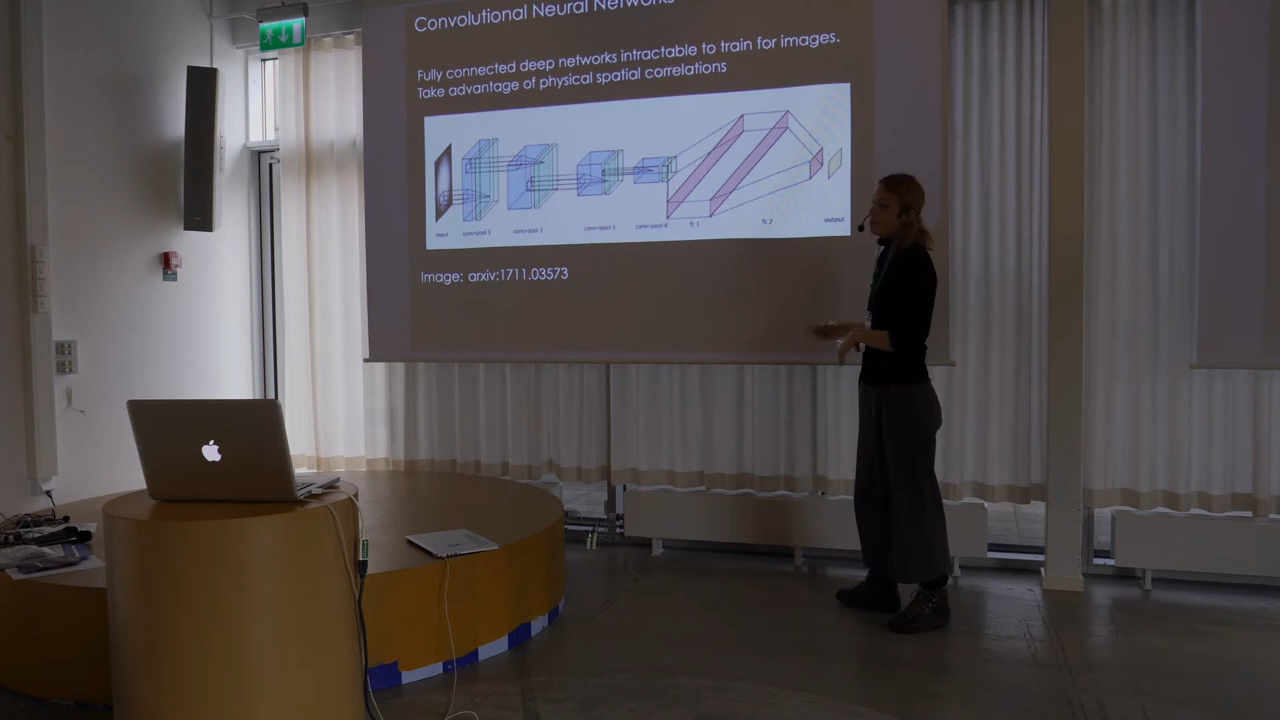 Convolutional Neural Networks
Fully connected deep networks intractable to train for images.
Take advantage of physical spatial correlations
input
conv+pool 1
conv+pool 2
conv+pool 3
conv+pool 4
fc 1
fc 2
output
Image: arxiv:1711.03573